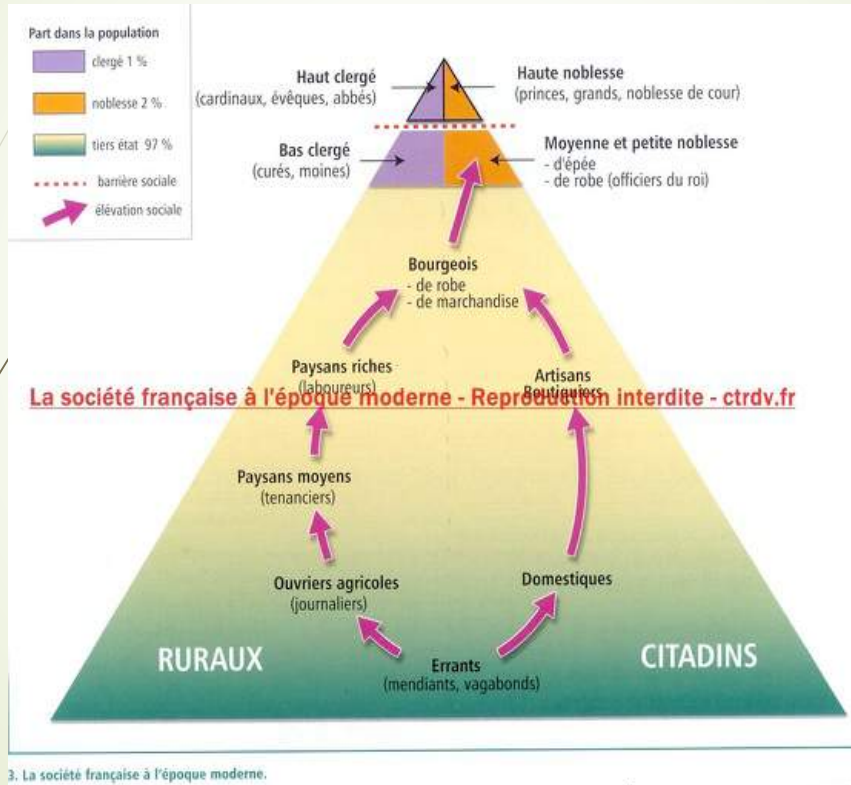 Part dans la population
clergé 1 %
noblesse 2 %
tiers état 97 %
barrière sociale
élévation sociale
Haut clergé
(cardinaux, évêques, abbés)
Haute noblesse
(princes, grands, noblesse de cour)
Bas clergé
(curés, moines)
Moyenne et petite noblesse
- d'épée
- de robe (officiers du roi)
Bourgeois
- de robe
- de marchandise
Paysans riches
(laboureurs)
Artisans
Boutiquiers
La société française à l'époque moderne - Reproduction interdite - ctrdv.fr
Paysans moyens
(tenanciers)
Ouvriers agricoles
(journaliers)
Domestiques
RURAUX
CITADINS
Errants
(mendiants, vagabonds)
3. La société française à l'époque moderne.